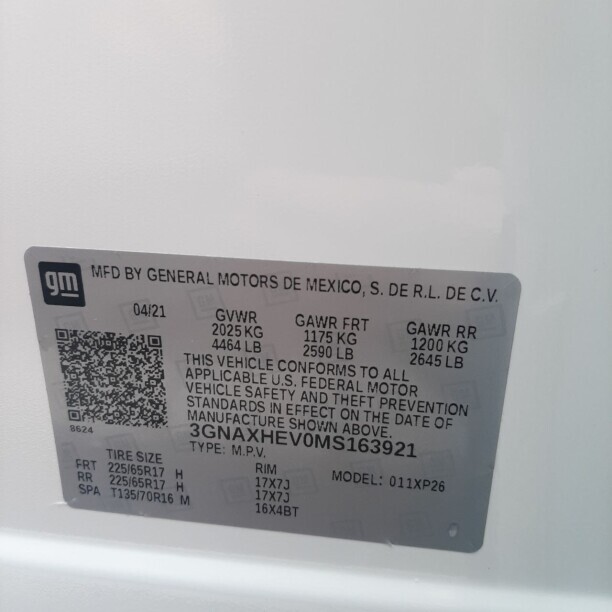 gm MFD BY GENERAL MOTORS DE MEXICO, S. DE R.L. DE C.V.
04/21 GVWR GAWR FRT GAWR RR
2025 KG 1175 KG 1200 KG
4464 LB 2590 LB 2645 LB
THIS VEHICLE CONFORMS TO ALL
APPLICABLE U.S. FEDERAL MOTOR
VEHICLE SAFETY AND THEFT PREVENTION
STANDARDS IN EFFECT ON THE DATE OF
MANUFACTURE SHOWN ABOVE.
8624
3GNAXHEV0MS163921
TYPE: M.P.V.
TIRE SIZE RIM MODEL: 011XP26
FRT 225/65R17 H 17X7J
RR 225/65R17 H 17X7J
SPA T135/70R16 M 16X4BT